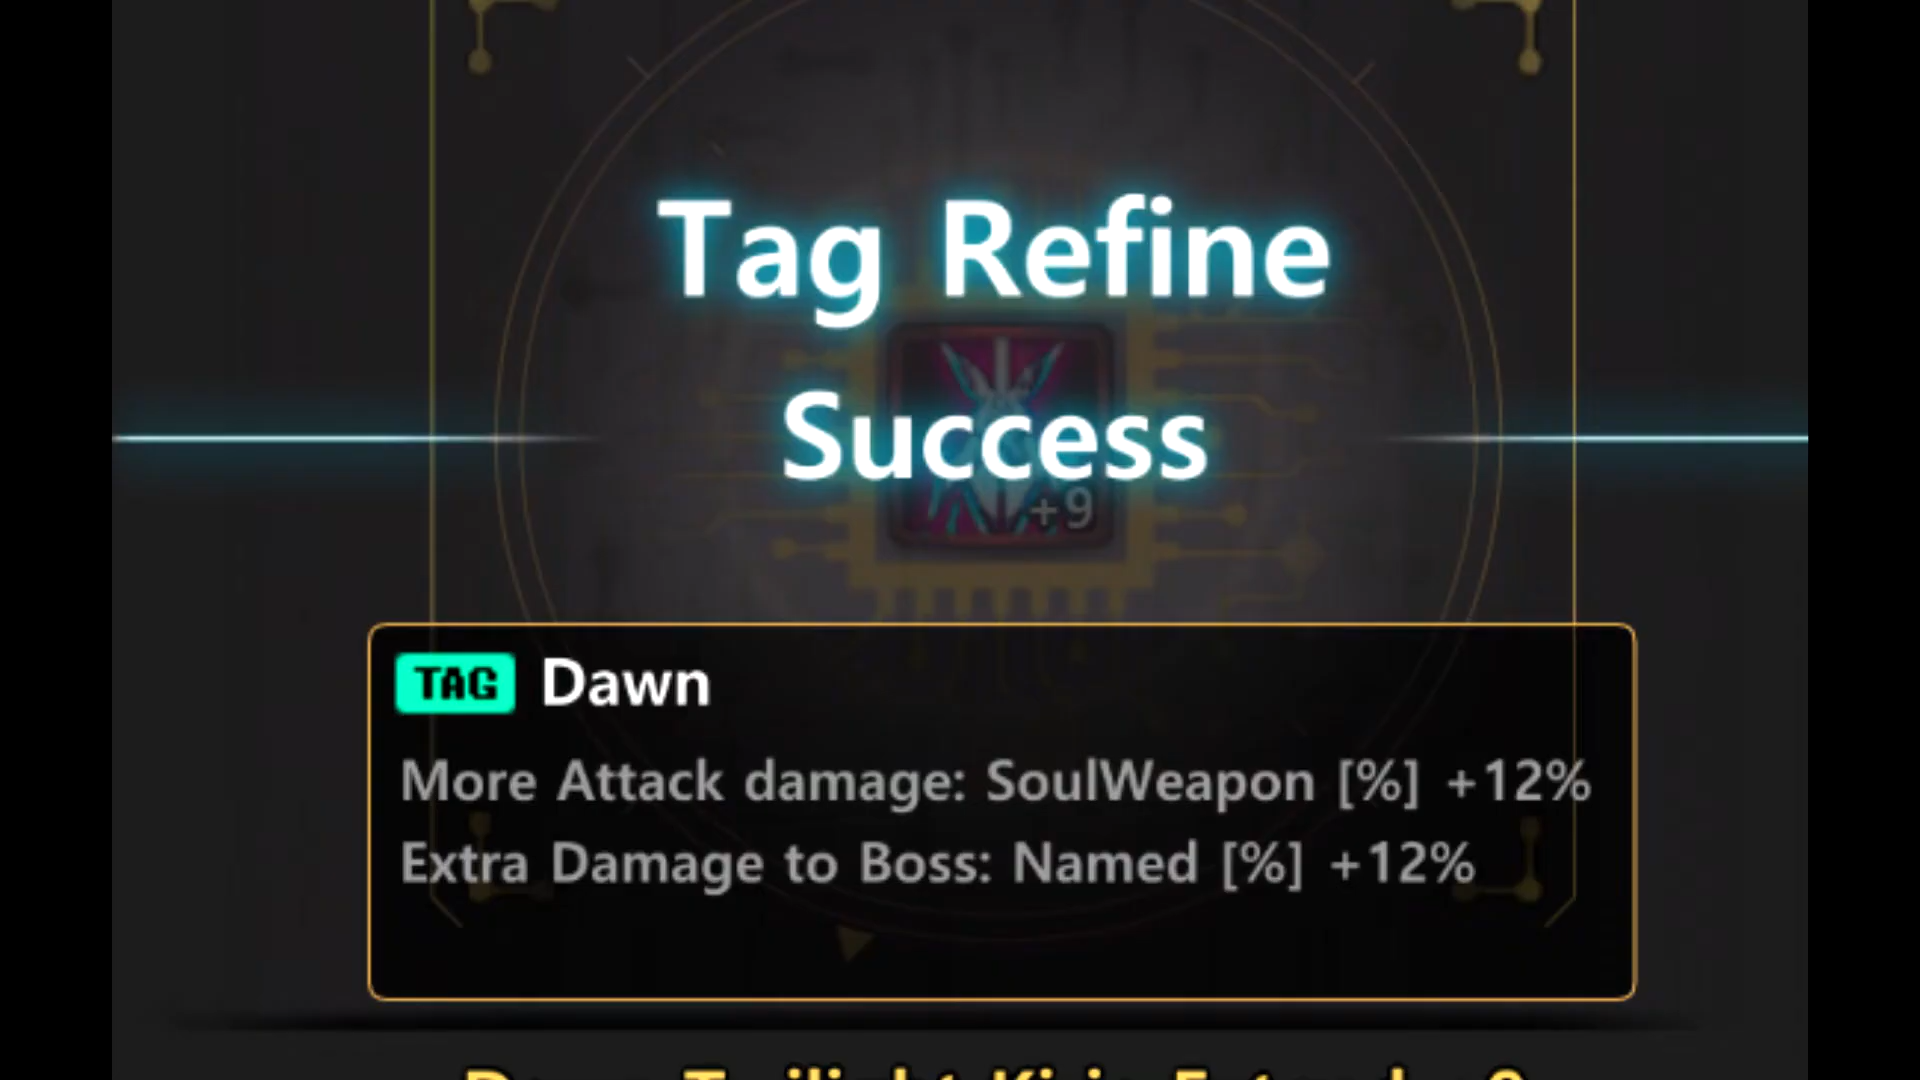 Tag Refine
Success
+9
TAG Dawn
More Attack damage: SoulWeapon [%] +12%
Extra Damage to Boss: Named [%] +12%